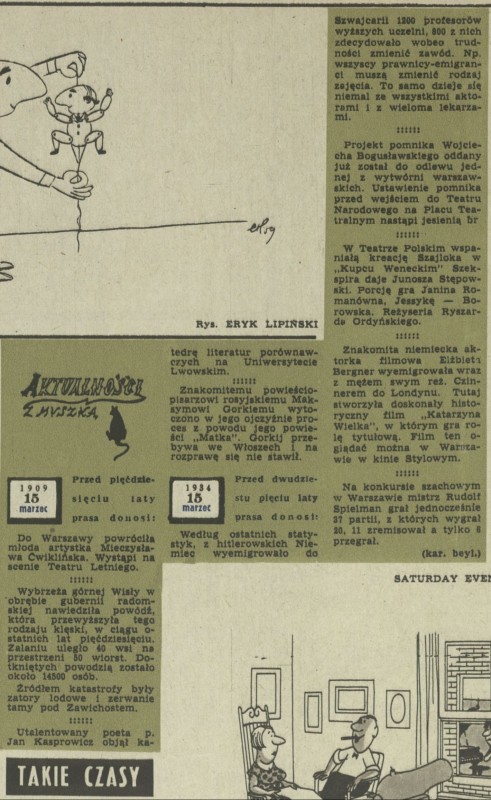 Rys. ERYK LIPIŃSKI
AKTUALNOŚCI
Z MYSZKĄ
1909
15
marzec
Przed pięćdzie-
sięciu laty
prasa donosi:
Do Warszawy powróciła
młoda artystka Mieczysła-
wa Ćwiklińska. Wystąpi na
scenie Teatru Letniego.
::::::
Wybrzeża górnej Wisły w
obrębie gubernii radom-
skiej nawiedziła powódź,
która przewyższyła tego
rodzaju klęski, w ciągu o-
statnich lat pięćdziesięciu.
Zalaniu uległo 40 wsi na
przestrzeni 50 wiorst. Do-
tkniętych powodzią zostało
około 14500 osób.
Źródłem katastrofy były
zatory lodowe i zerwanie
tamy pod Zawichostem.
::::::
Utalentowany poeta p.
Jan Kasprowicz objął ka-
tedrę literatur porównaw-
czych na Uniwersytecie
Lwowskim.
::::::
Znakomitemu powieścio-
pisarzowi rosyjskiemu Mak-
symowi Gorkiemu wyto-
czono w jego ojczyźnie pro-
ces z powodu jego powie-
ści „Matka". Gorkij prze-
bywa we Włoszech i na
rozprawę się nie stawił.
1934
15
marzec
Przed dwudzie-
stu pięciu laty
prasa donosi:
Według ostatnich staty-
styk, z hitlerowskich Nie-
miec wyemigrowało do
Szwajcarii 1200 profesorów
wyższych uczelni, 800 z nich
zdecydowało wobec trud-
ności zmienić zawód. Np.
wszyscy prawnicy-emigran-
ci muszą zmienić rodzaj
zajęcia. To samo dzieje się
niemal ze wszystkimi akto-
rami i z wieloma lekarza-
mi.
::::::
Projekt pomnika Wojcie-
cha Bogusławskiego oddany
już został do odlewu jed-
nej z wytwórni warszaw-
skich. Ustawienie pomnika
przed wejściem do Teatru
Narodowego na Placu Tea-
tralnym nastąpi jesienią br
::::::
W Teatrze Polskim wspa-
niałą kreację Szajloka w
„Kupcu Weneckim" Szek-
spira daje Junosza Stępow-
ski. Porcję gra Janina Ro-
manówna, Jessykę — Bo-
rowska. Reżyseria Ryszar-
da Ordyńskiego.
::::::
Znakomita niemiecka ak-
torka filmowa Elżbieta
Bergner wyemigrowała wraz
z mężem swym reż. Czin-
nerem do Londynu. Tutaj
stworzyła doskonały histo-
ryczny film „Katarzyna
Wielka", w którym gra ro-
lę tytułową. Film ten o-
glądać można w Warsza-
wie w kinie Stylowym.
::::::
Na konkursie szachowym
w Warszawie mistrz Rudolf
Spielman grał jednocześnie
37 partii, z których wygrał
20, 11 zremisował a tylko 6
przegrał.
(kar. beyl.)
SATURDAY EVE
TAKIE CZASY